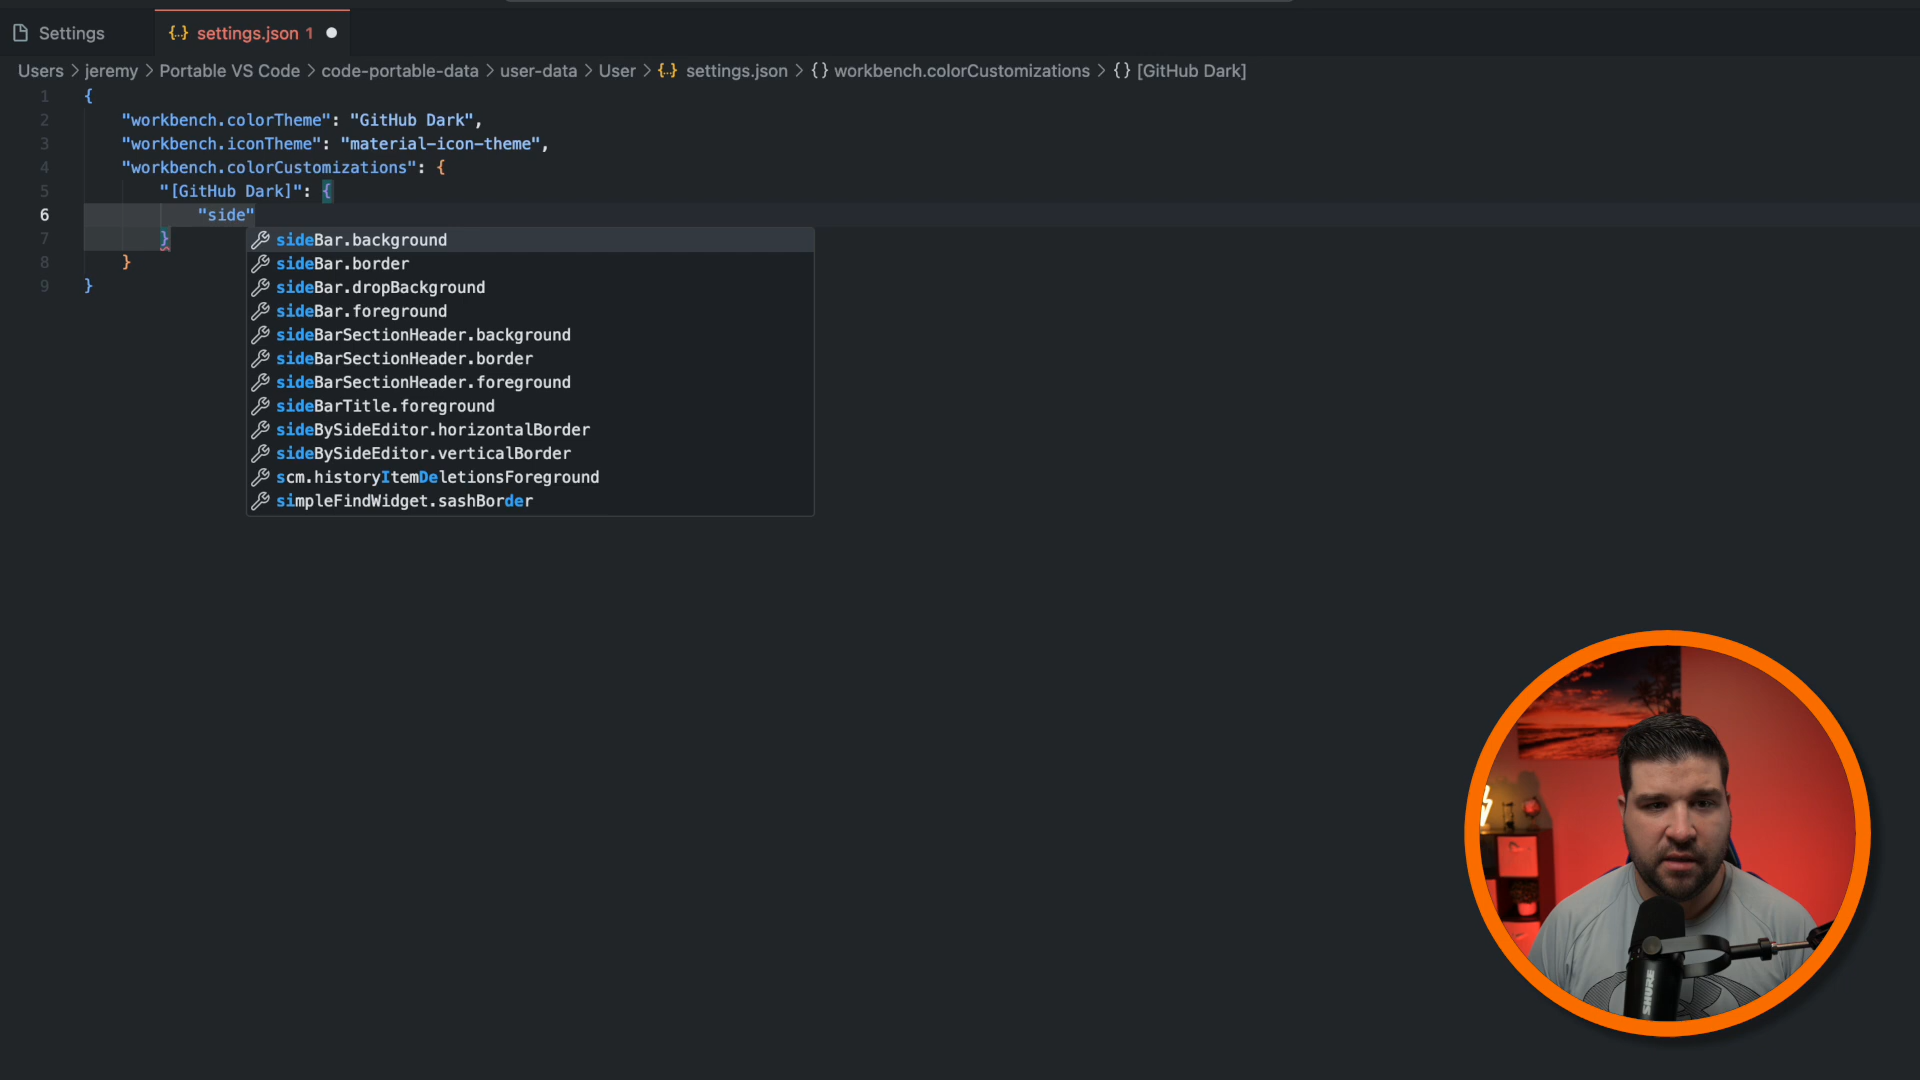 Settings
{..} settings.json 1
Users > jeremy > Portable VS Code > code-portable-data > user-data > User > {..} settings.json > {} workbench.colorCustomizations > {} [GitHub Dark]
1 {
2 "workbench.colorTheme": "GitHub Dark",
3 "workbench.iconTheme": "material-icon-theme",
4 "workbench.colorCustomizations": {
5 "[GitHub Dark]": {
6 "side"
7 }
8 }
9 }
sideBar.background
sideBar.border
sideBar.dropBackground
sideBar.foreground
sideBarSectionHeader.background
sideBarSectionHeader.border
sideBarSectionHeader.foreground
sideBarTitle.foreground
sideBySideEditor.horizontalBorder
sideBySideEditor.verticalBorder
scm.historyItemDeletionsForeground
simpleFindWidget.sashBorder
SHURE